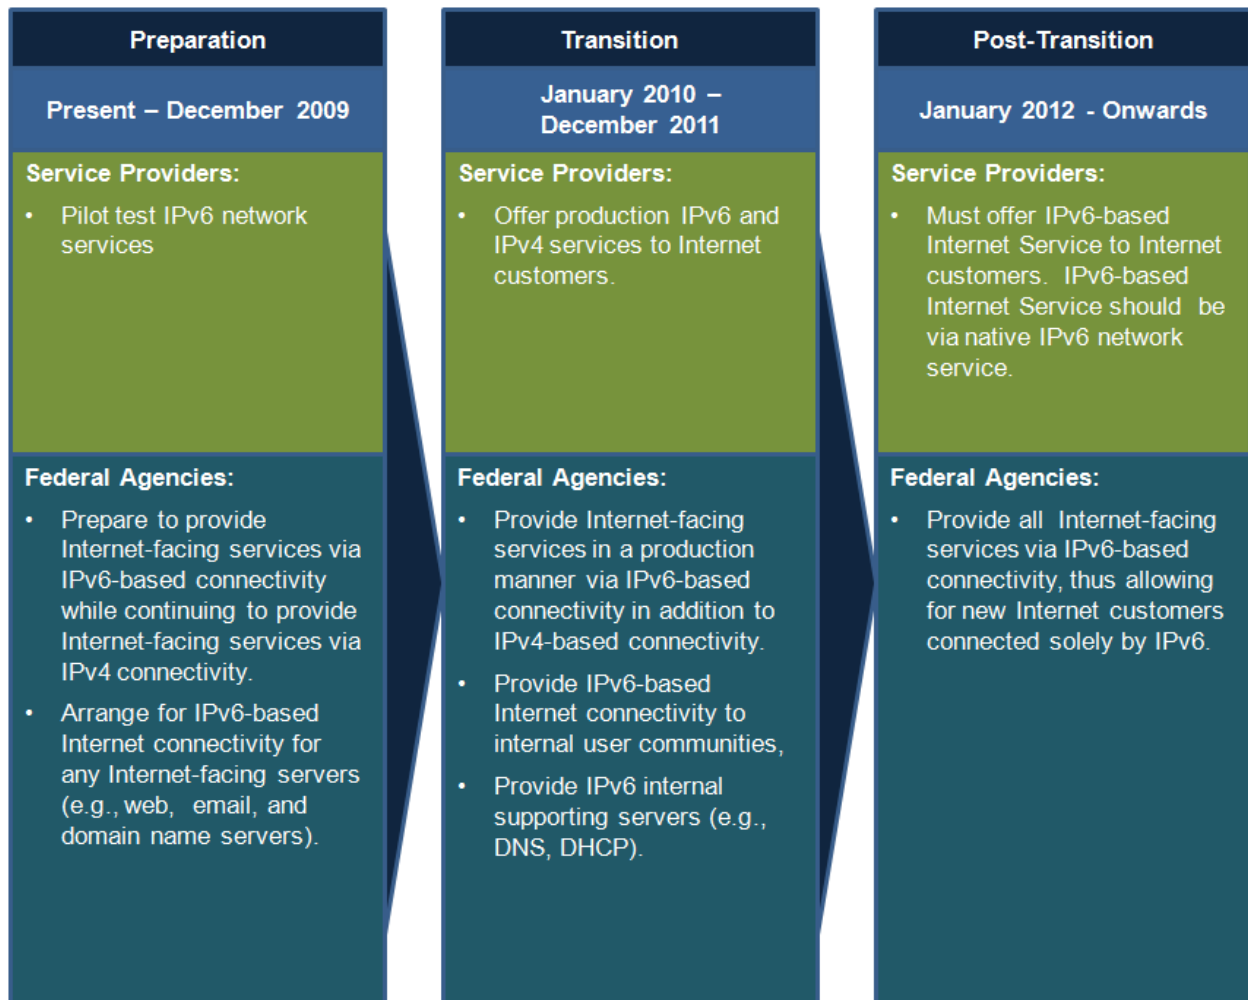 Preparation
Present – December 2009
Service Providers:
• Pilot test IPv6 network
services
Federal Agencies:
• Prepare to provide
Internet-facing services via
IPv6-based connectivity
while continuing to provide
Internet-facing services via
IPv4 connectivity.
• Arrange for IPv6-based
Internet connectivity for
any Internet-facing servers
(e.g., web, email, and
domain name servers).
Transition
January 2010 –
December 2011
Service Providers:
• Offer production IPv6 and
IPv4 services to Internet
customers.
Federal Agencies:
• Provide Internet-facing
services in a production
manner via IPv6-based
connectivity in addition to
IPv4-based connectivity.
• Provide IPv6-based
Internet connectivity to
internal user communities,
• Provide IPv6 internal
supporting servers (e.g.,
DNS, DHCP).
Post-Transition
January 2012 - Onwards
Service Providers:
• Must offer IPv6-based
Internet Service to Internet
customers. IPv6-based
Internet Service should be
via native IPv6 network
service.
Federal Agencies:
• Provide all Internet-facing
services via IPv6-based
connectivity, thus allowing
for new Internet customers
connected solely by IPv6.